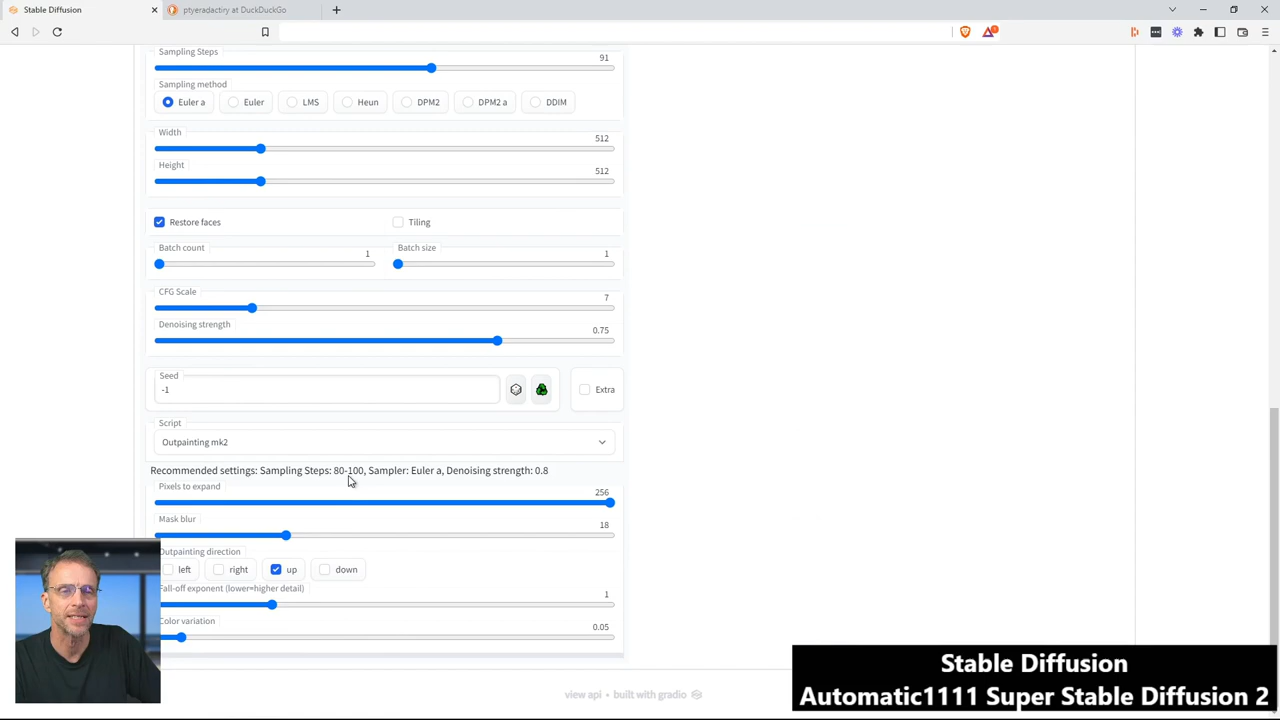 Stable Diffusion
ptyeradactiry at DuckDuckGo
Sampling Steps
91
Sampling method
Euler a
Euler
LMS
Heun
DPM2
DPM2 a
DDIM
Width
512
Height
512
Restore faces
Tiling
Batch count
1
Batch size
1
CFG Scale
7
Denoising strength
0.75
Seed
-1
Extra
Script
Outpainting mk2
Recommended settings: Sampling Steps: 80-100, Sampler: Euler a, Denoising strength: 0.8
Pixels to expand
256
Mask blur
18
Outpainting direction
left
right
up
down
Fall-off exponent (lower=higher detail)
1
Color variation
0.05
view api • built with gradio
Stable Diffusion
Automatic1111 Super Stable Diffusion 2